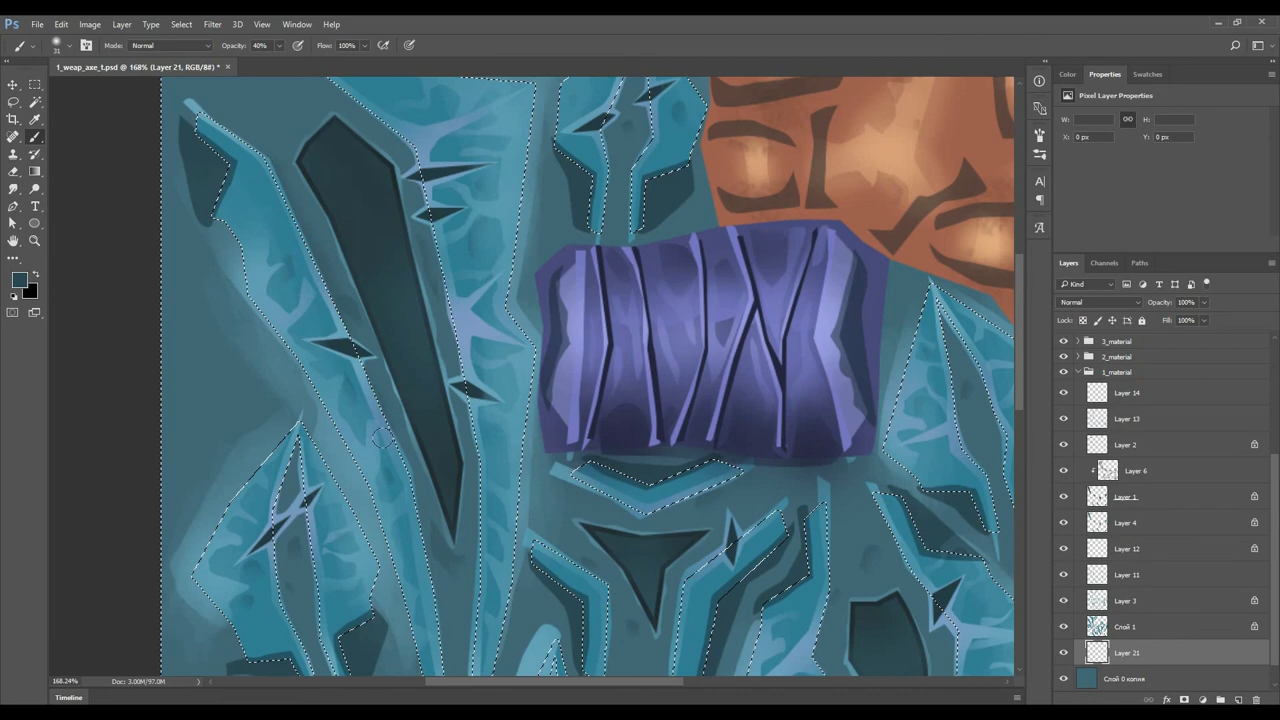 Ps File Edit Image Layer Type Select Filter 3D View Window Help
31 Mode: Normal Opacity: 40% Flow: 100%
1_weap_axe_t.psd @ 168% (Layer 21, RGB/8#) *
Color Properties Swatches
Pixel Layer Properties
W: H:
X: 0 px Y: 0 px
Layers Channels Paths
Kind
Normal Opacity: 100%
Lock: Fill: 100%
3_material
2_material
1_material
Layer 14
Layer 13
Layer 2
Layer 6
Layer 1
Layer 4
Layer 12
Layer 11
Layer 3
Слой 1
Layer 21
Слой 0 копия
168.24% Doc: 3.00M/97.0M
Timeline